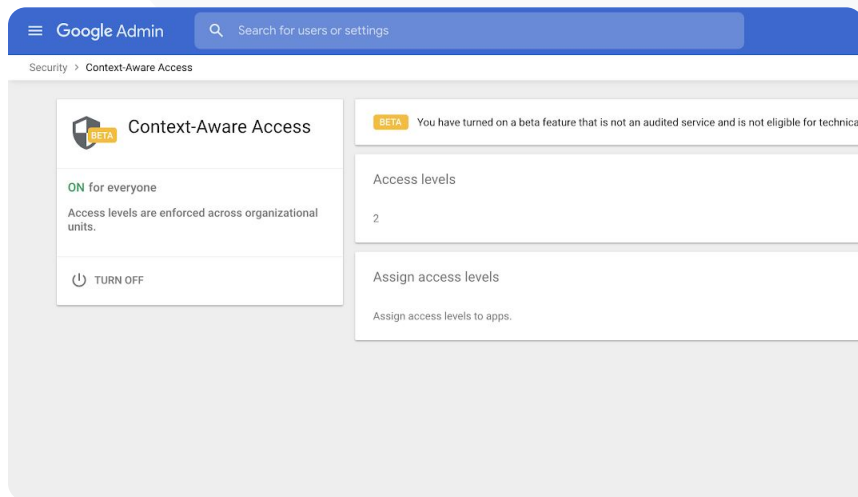 Google Admin
Search for users or settings
Security > Context-Aware Access
BETA
Context-Aware Access
ON for everyone
Access levels are enforced across organizational
units.
TURN OFF
BETA You have turned on a beta feature that is not an audited service and is not eligible for technica
Access levels
2
Assign access levels
Assign access levels to apps.